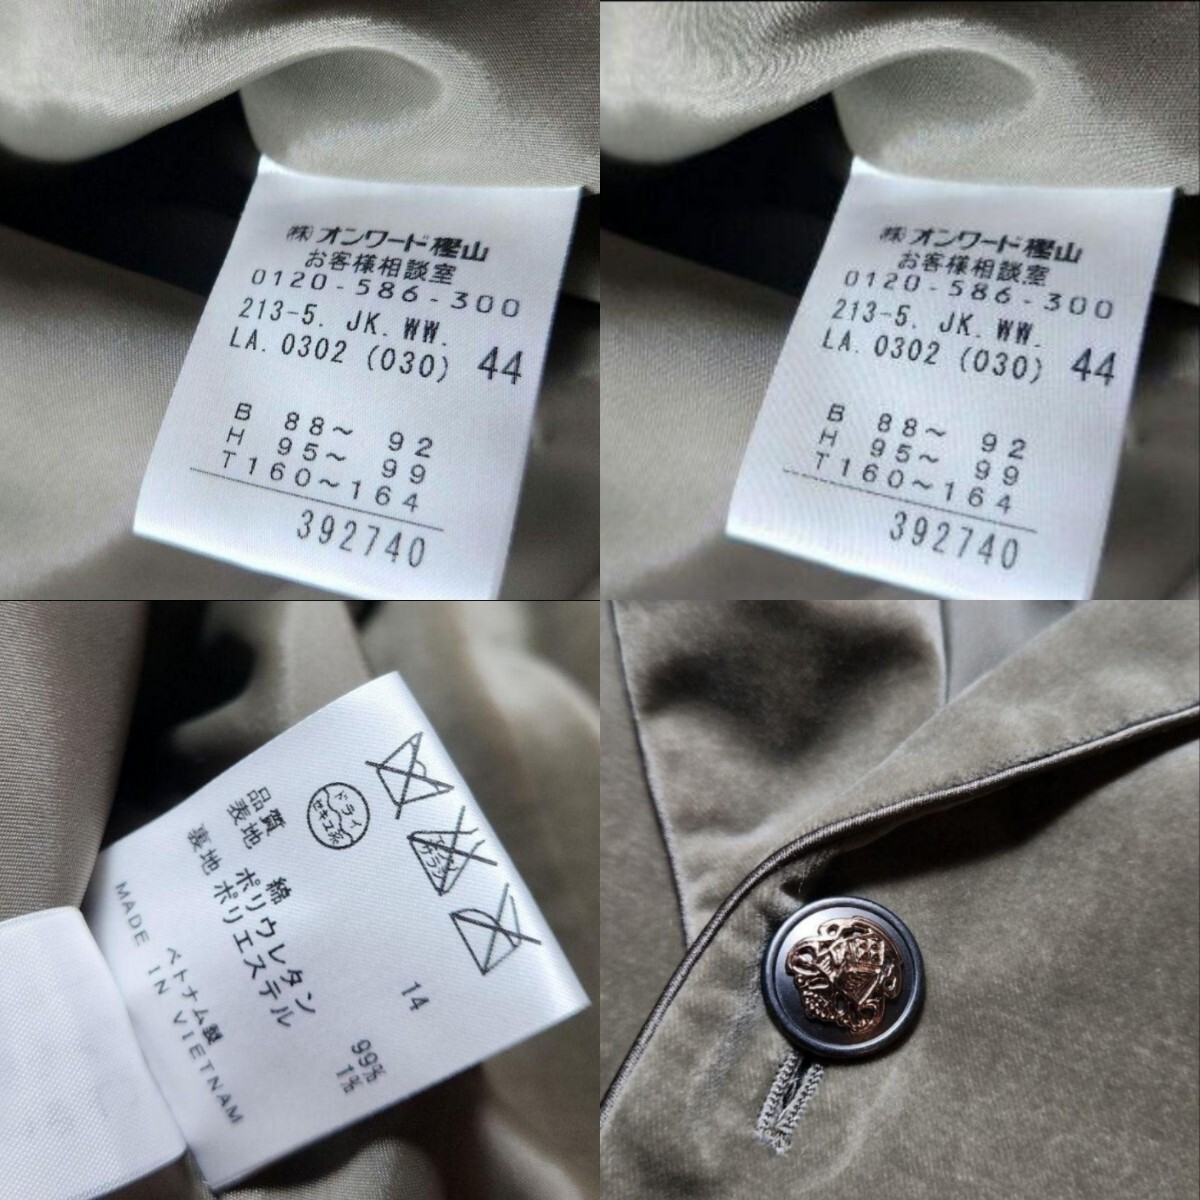 ㈱オンワード樫山
お客様相談室
0120-586-300
213-5. JK. WW.
LA. 0302 (030) 44
B 88～ 92
H 95～ 99
T160～164
392740
㈱オンワード樫山
お客様相談室
0120-586-300
213-5. JK. WW.
LA. 0302 (030) 44
B 88～ 92
H 95～ 99
T160～164
392740
ドライ
セキユ系
品質
表地 綿 99%
ポリウレタン 1%
裏地 ポリエステル
14
ベトナム製
MADE IN VIETNAM